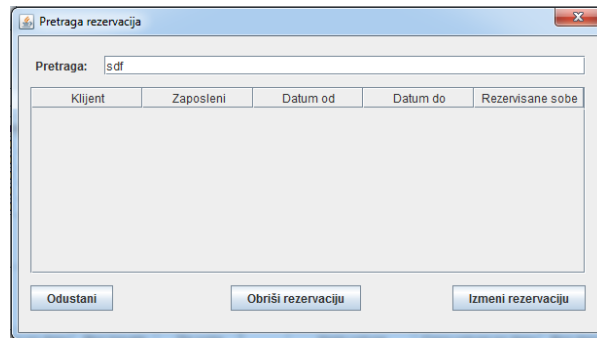 Pretraga rezervacija
Pretraga: sdf
Klijent Zaposleni Datum od Datum do Rezervisane sobe
Odustani Obriši rezervaciju Izmeni rezervaciju